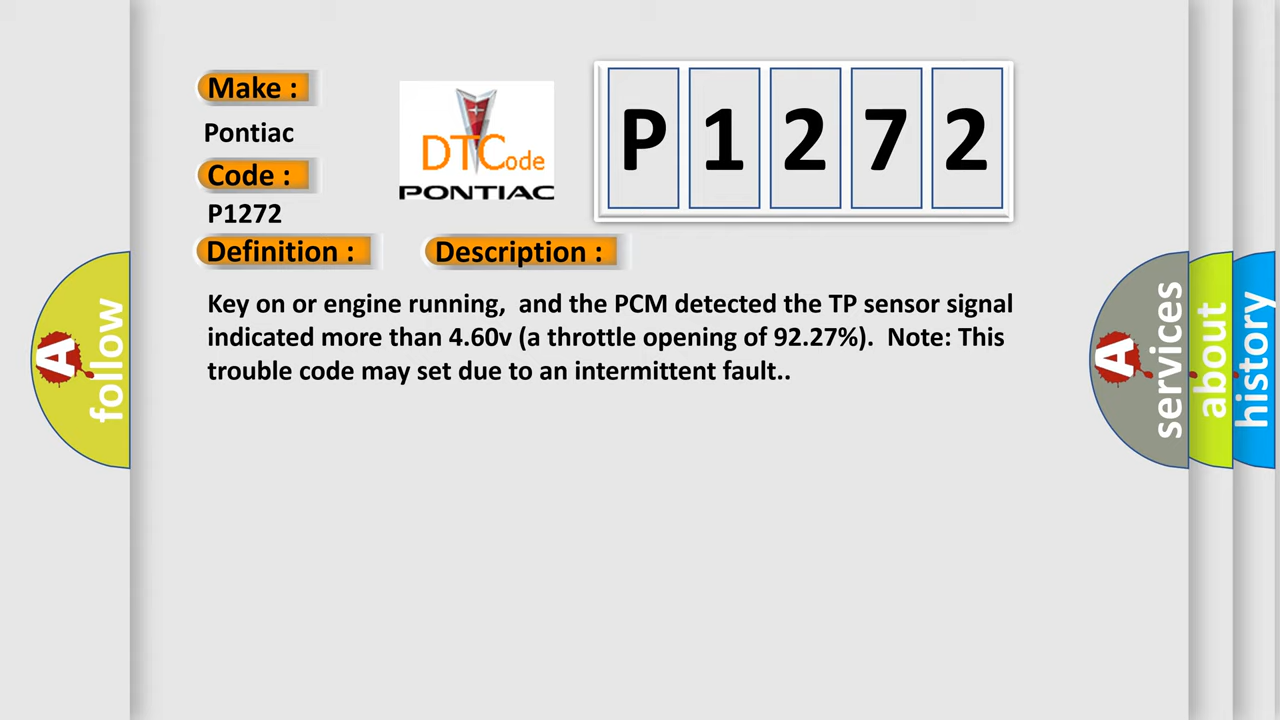 Make :
Pontiac
Code :
P1272
Definition :
Description :
Key on or engine running,  and the PCM detected the TP sensor signal
indicated more than 4.60v (a throttle opening of 92.27%)  Note: This
trouble code may set due to an intermittent fault..
DTCode
PONTIAC
P 1 2 7 2
A
follow
A
services
about
history